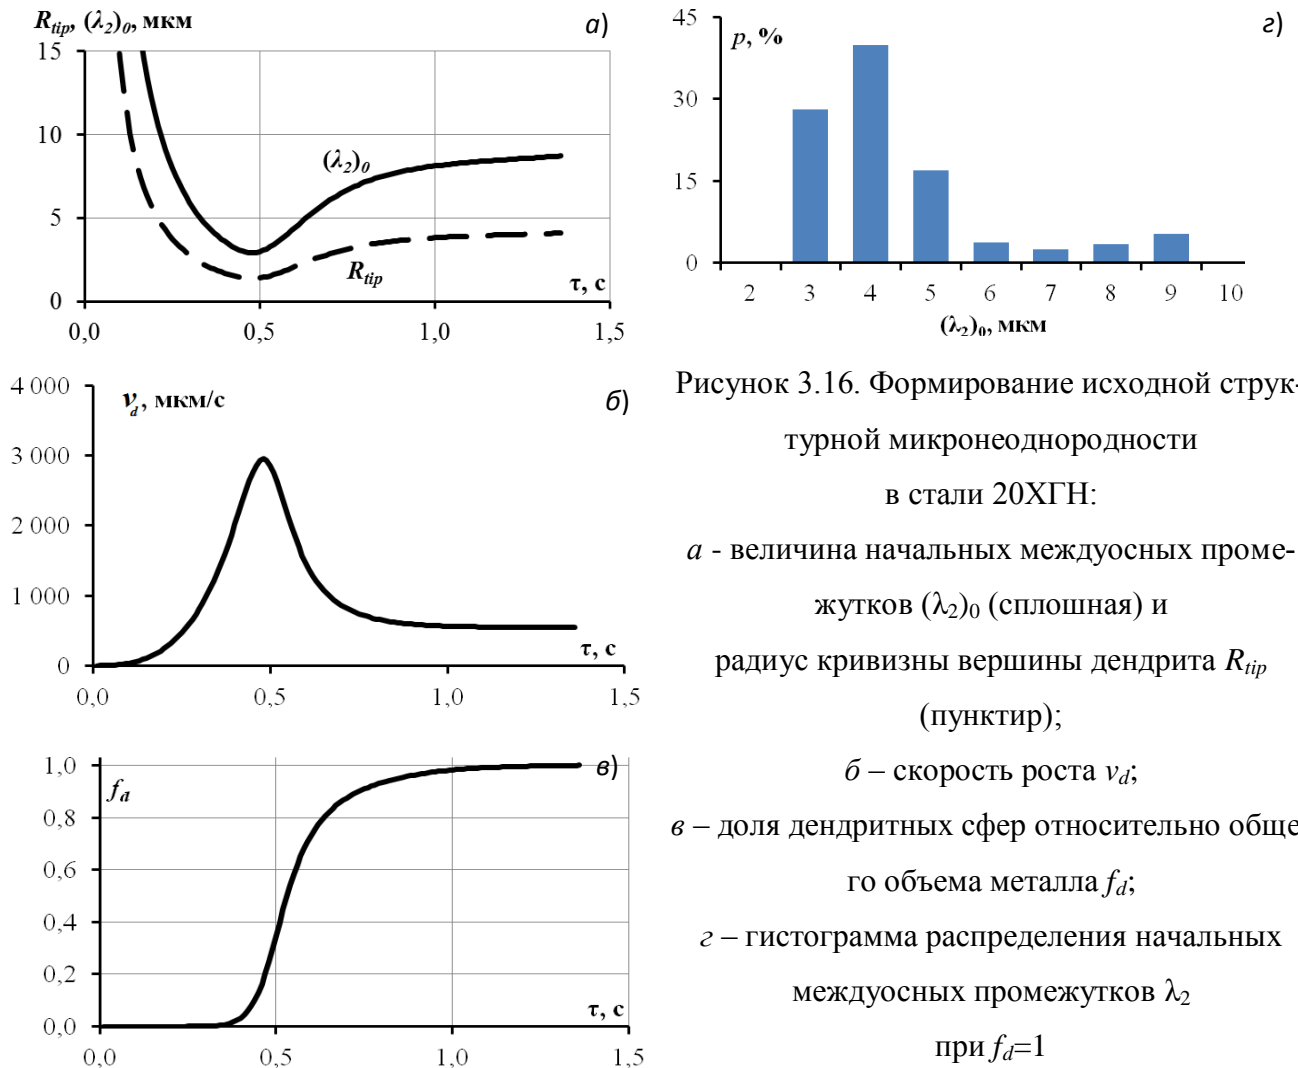 R_tip, (λ₂)₀, мкм
а)
15
10
5
0
(λ₂)₀
R_tip
τ, с
0,0 0,5 1,0 1,5
г)
p, %
45
30
15
0
2 3 4 5 6 7 8 9 10
(λ₂)₀, мкм
4 000
3 000
2 000
1 000
0
v_d, мкм/с
б)
τ, с
0,0 0,5 1,0 1,5
1,0
0,8
0,6
0,4
0,2
0,0
f_d
в)
τ, с
0,0 0,5 1,0 1,5
Рисунок 3.16. Формирование исходной струк-
турной микронеоднородности
в стали 20ХГН:
а - величина начальных междуосных проме-
жутков (λ₂)₀ (сплошная) и
радиус кривизны вершины дендрита R_tip
(пунктир);
б – скорость роста v_d;
в – доля дендритных сфер относительно обще
го объема металла f_d;
г – гистограмма распределения начальных
междуосных промежутков λ₂
при f_d=1